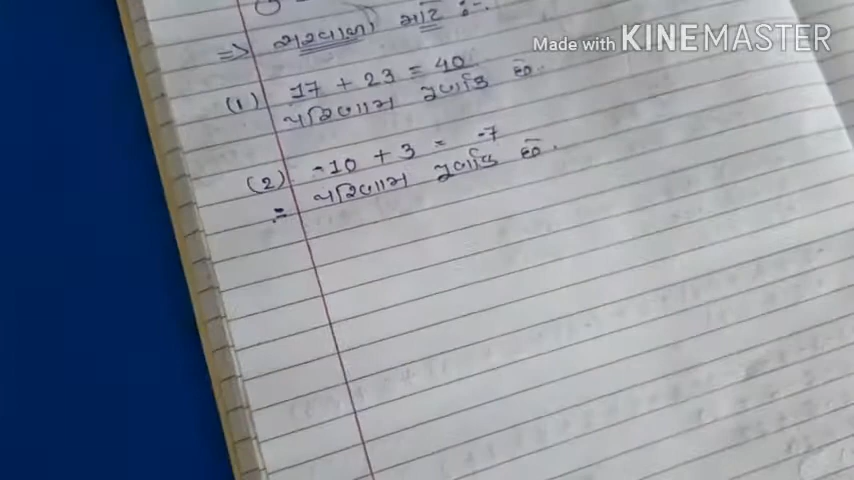 Made with KINEMASTER
⇒ સરવાળા માટે :-
(1) 17 + 23 = 40
પરિણામ પૂર્ણાંક છે.
(2) -10 + 3 = -7
= પરિણામ પૂર્ણાંક છે.